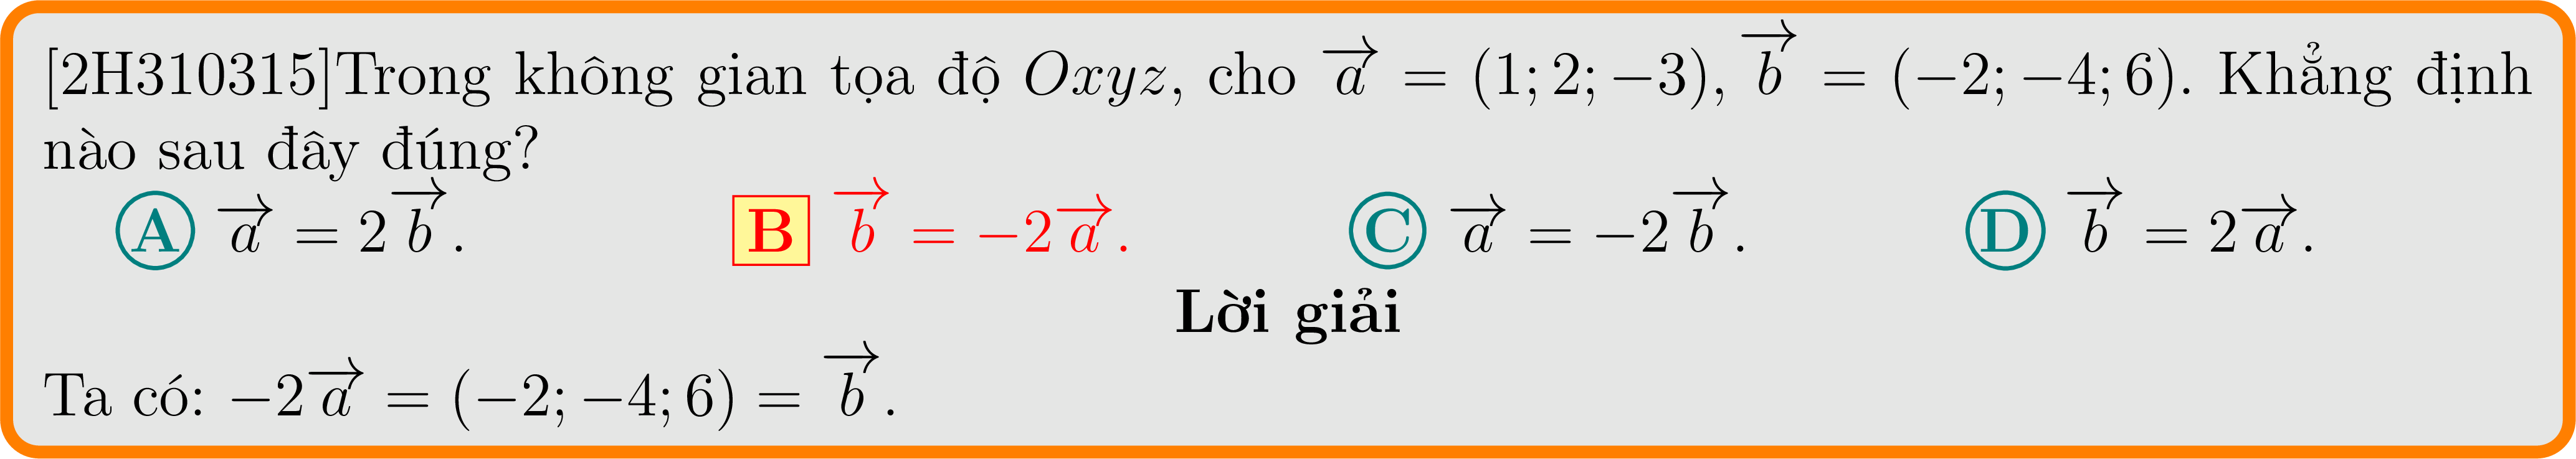 [2H310315]Trong không gian tọa độ Oxyz, cho $\overrightarrow{a} = (1; 2; -3), \overrightarrow{b} = (-2; -4; 6)$. Khẳng định
nào sau đây đúng?
A $\overrightarrow{a} = 2\overrightarrow{b}$. B $\overrightarrow{b} = -2\overrightarrow{a}$. C $\overrightarrow{a} = -2\overrightarrow{b}$. D $\overrightarrow{b} = 2\overrightarrow{a}$.
Lời giải
Ta có: $-2\overrightarrow{a} = (-2; -4; 6) = \overrightarrow{b}$.